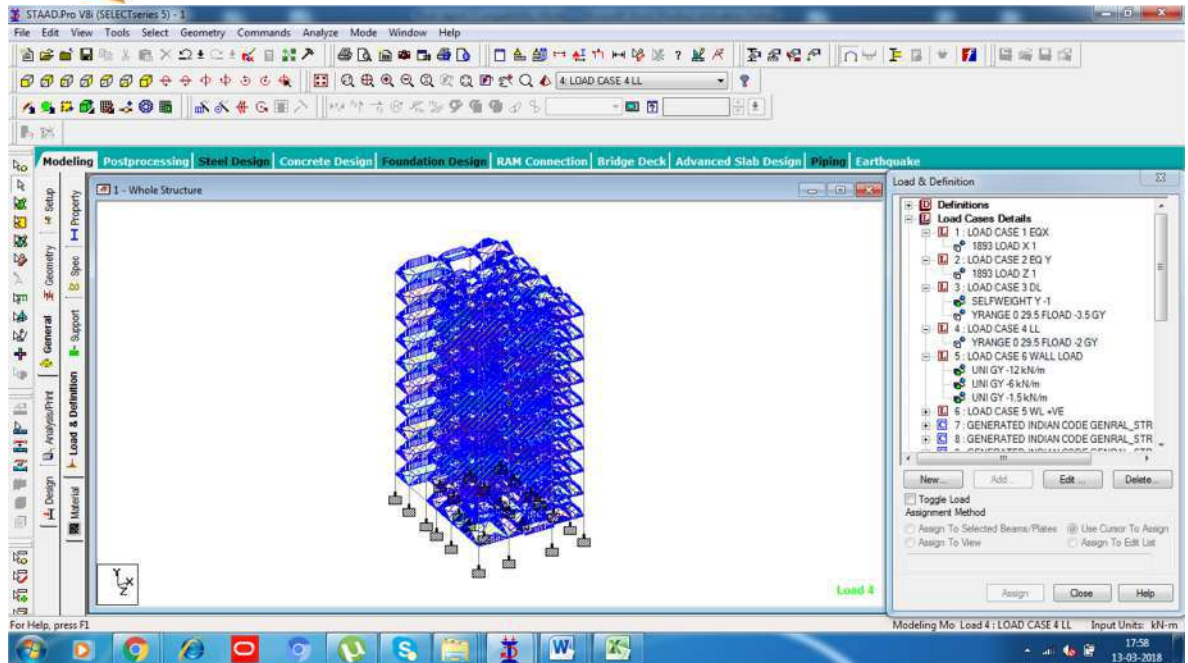 STAAD.Pro V8i (SELECTseries 5) - 1
File Edit View Tools Select Geometry Commands Analyze Mode Window Help
4: LOAD CASE 4 LL
Modeling Postprocessing Steel Design Concrete Design Foundation Design RAM Connection Bridge Deck Advanced Slab Design Piping Earthquake
Setup
Geometry
General
Analysis/Print
Design
Property
Spec
Support
Load & Definition
Material
1 - Whole Structure
Y
X
Z
Load 4
Load & Definition
Definitions
Load Cases Details
1 : LOAD CASE 1 EQX
1893 LOAD X 1
2 : LOAD CASE 2 EQ Y
1893 LOAD Z 1
3 : LOAD CASE 3 DL
SELFWEIGHT Y -1
YRANGE 0 29.5 FLOAD -3.5 GY
4 : LOAD CASE 4 LL
YRANGE 0 29.5 FLOAD -2 GY
5 : LOAD CASE 6 WALL LOAD
UNI GY -12 kN/m
UNI GY -6 kN/m
UNI GY -1.5 kN/m
6 : LOAD CASE 5 WL +VE
7 : GENERATED INDIAN CODE GENRAL_STR
8 : GENERATED INDIAN CODE GENRAL_STR
New... Add... Edit ... Delete...
Toggle Load
Assignment Method
Assign To Selected Beams/Plates Use Cursor To Assign
Assign To View Assign To Edit List
Assign Close Help
For Help, press F1
Modeling Mo Load 4 : LOAD CASE 4 LL Input Units: kN-m
17:58
13-03-2018